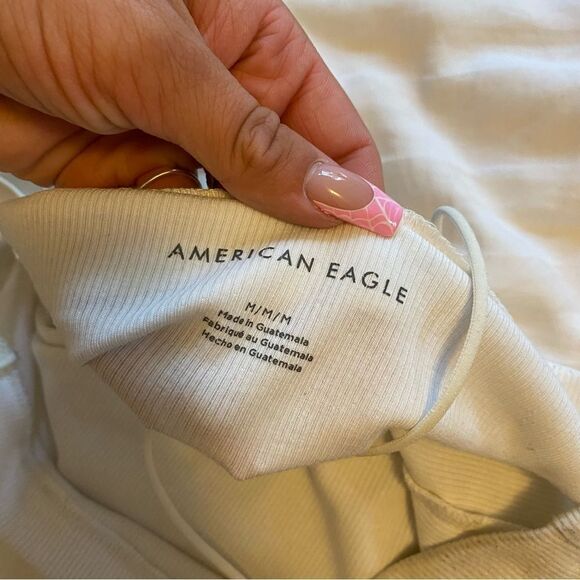 AMERICAN EAGLE
M/M/M
Made in Guatemala
Fabriqué au Guatemala
Hecho en Guatemala